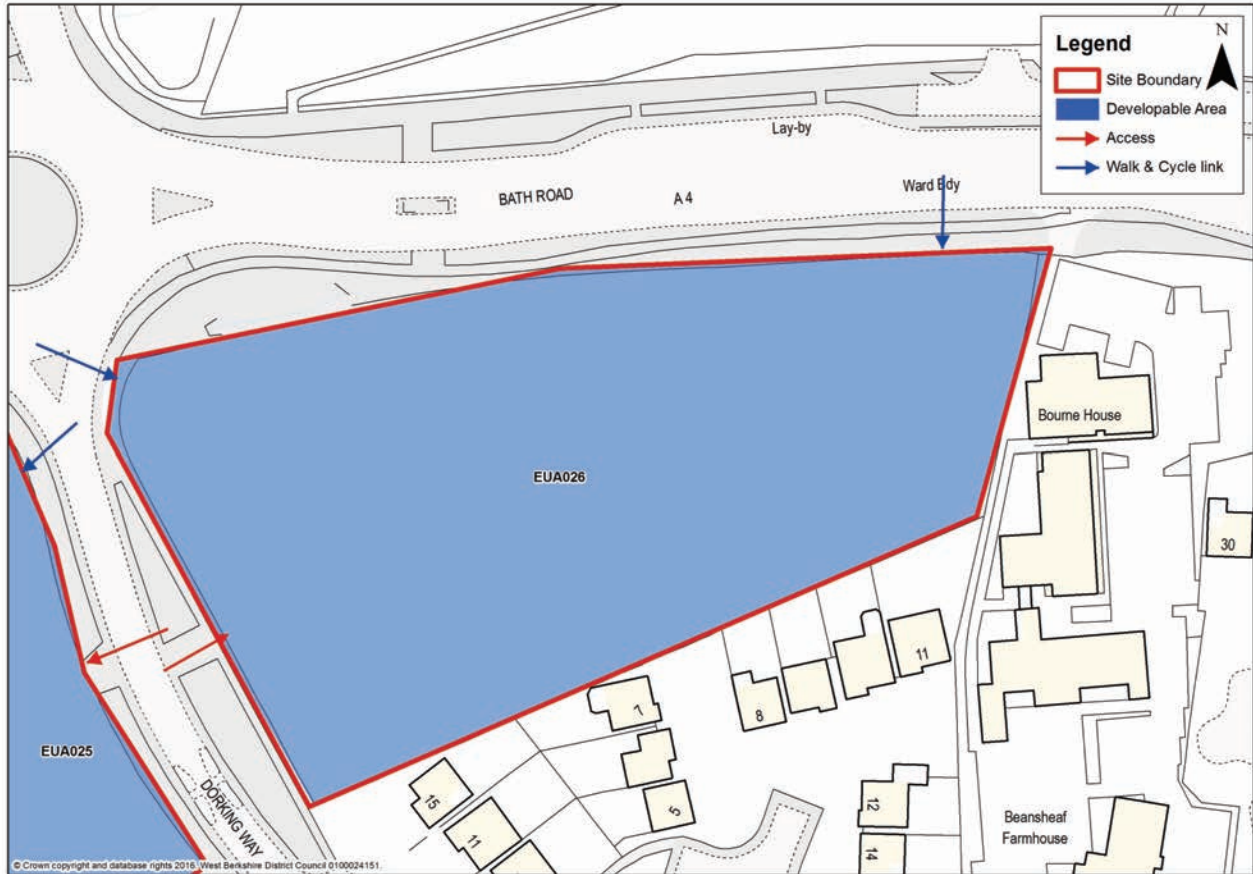 Legend
N
Site Boundary
Developable Area
Access
Walk & Cycle link
Lay-by
BATH ROAD
A 4
Ward Bdy
Bourne House
EUA026
30
11
7
8
EUA025
15
5
11
12
14
DORKING WAY
Beansheaf
Farmhouse
© Crown copyright and database rights 2016. West Berkshire District Council 0100024151.